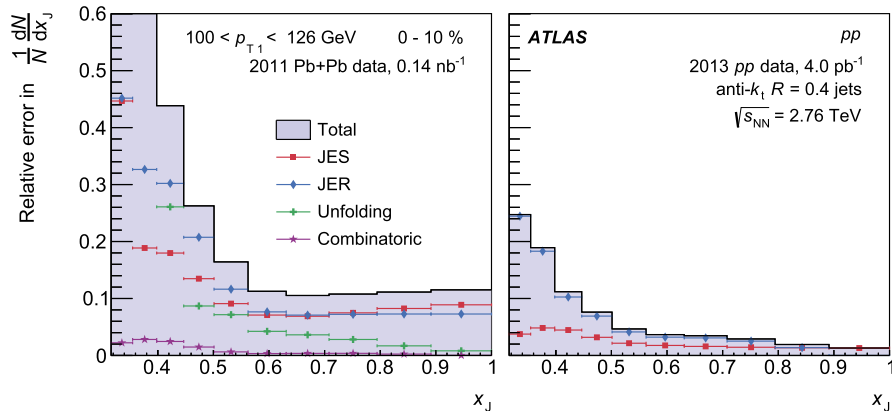 Relative error in 1/N dN/dx_J
0.6
0.5
0.4
0.3
0.2
0.1
0
100 < p_T 1 < 126 GeV 0 - 10 %
2011 Pb+Pb data, 0.14 nb⁻¹
Total
JES
JER
Unfolding
Combinatoric
0.4 0.5 0.6 0.7 0.8 0.9 1
x_J
ATLAS pp
2013 pp data, 4.0 pb⁻¹
anti-k_t R = 0.4 jets
√s_NN = 2.76 TeV
0.4 0.5 0.6 0.7 0.8 0.9 1
x_J